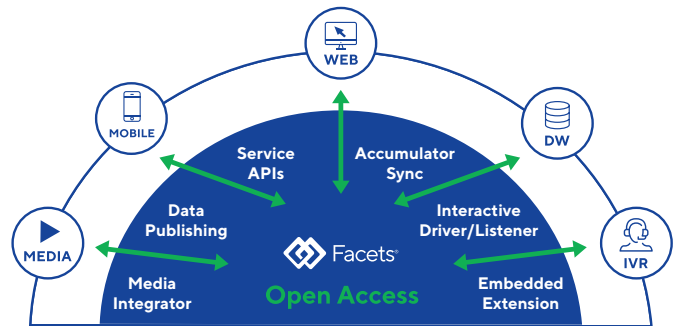 WEB
MOBILE
DW
Service
APIs
Accumulator
Sync
Data
Publishing
Interactive
Driver/Listener
MEDIA
Facets®
IVR
Media
Integrator
Open Access
Embedded
Extension